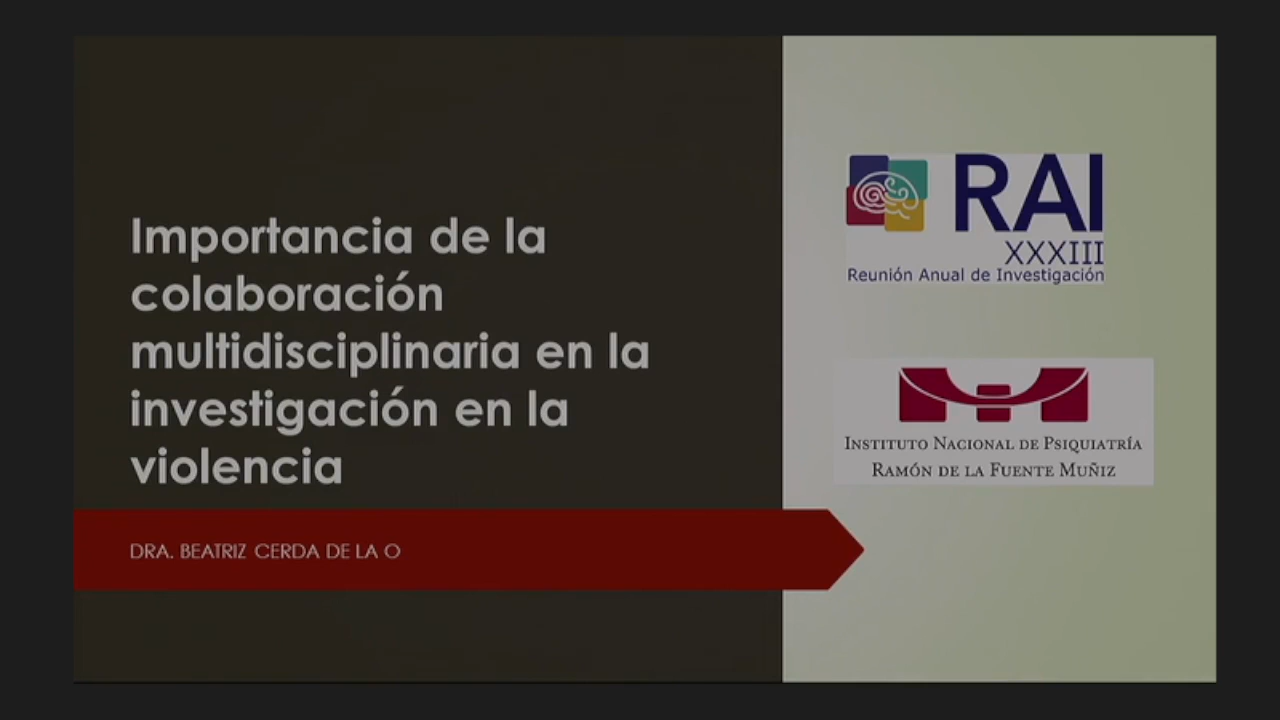 Importancia de la
colaboración
multidisciplinaria en la
investigación en la
violencia
DRA. BEATRIZ CERDA DE LA O
RAI
XXXIII
Reunión Anual de Investigación
INSTITUTO NACIONAL DE PSIQUIATRÍA
RAMÓN DE LA FUENTE MUÑIZ